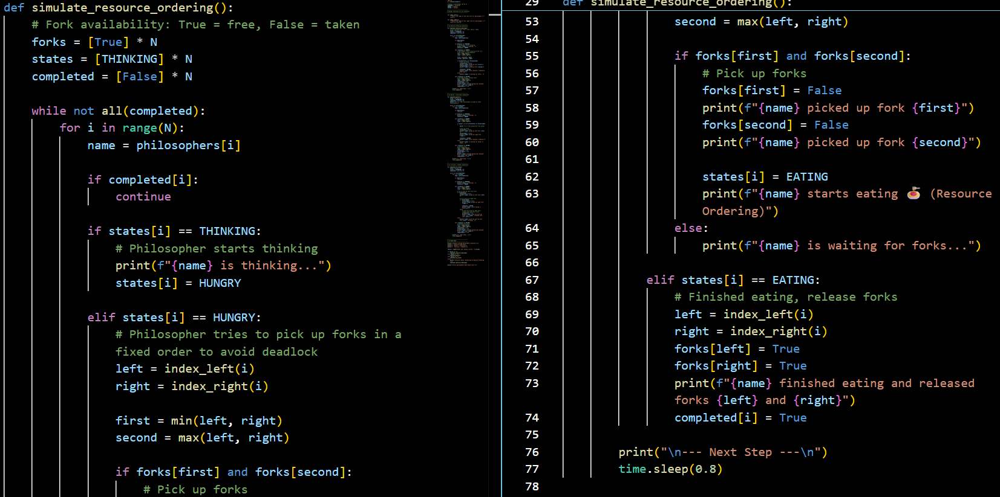 def simulate_resource_ordering():
# Fork availability: True = free, False = taken
forks = [True] * N
states = [THINKING] * N
completed = [False] * N
while not all(completed):
for i in range(N):
name = philosophers[i]
if completed[i]:
continue
if states[i] == THINKING:
# Philosopher starts thinking
print(f"{name} is thinking...")
states[i] = HUNGRY
elif states[i] == HUNGRY:
# Philosopher tries to pick up forks in a
fixed order to avoid deadlock
left = index_left(i)
right = index_right(i)
first = min(left, right)
second = max(left, right)
if forks[first] and forks[second]:
# Pick up forks
29 def simulate_resource_ordering():
53 second = max(left, right)
54
55 if forks[first] and forks[second]:
56 # Pick up forks
57 forks[first] = False
58 print(f"{name} picked up fork {first}")
59 forks[second] = False
60 print(f"{name} picked up fork {second}")
61
62 states[i] = EATING
63 print(f"{name} starts eating 🍝 (Resource
Ordering)")
64 else:
65 print(f"{name} is waiting for forks...")
66
67 elif states[i] == EATING:
68 # Finished eating, release forks
69 left = index_left(i)
70 right = index_right(i)
71 forks[left] = True
72 forks[right] = True
73 print(f"{name} finished eating and released
forks {left} and {right}")
74 completed[i] = True
75
76 print("\n--- Next Step ---\n")
77 time.sleep(0.8)
78